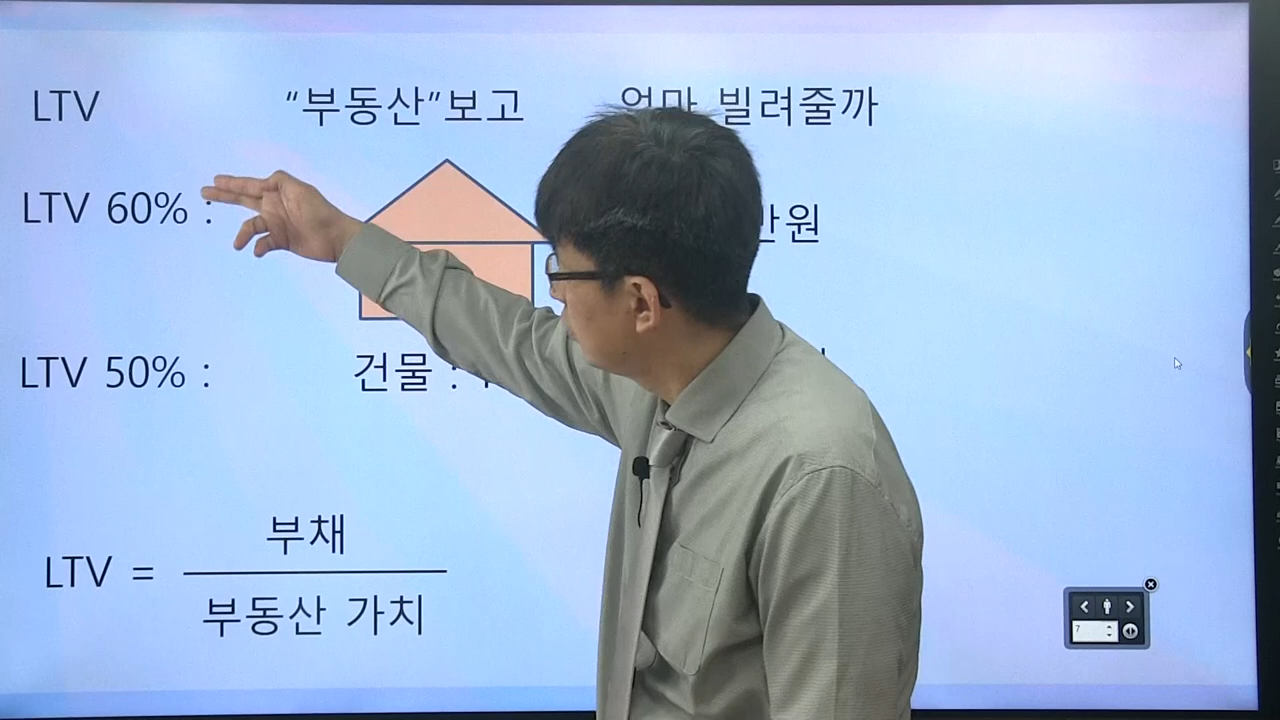 LTV “부동산”보고 얼마 빌려줄까
LTV 60% : 만원
LTV 50% : 건물 :
LTV = 부채
부동산 가치
7